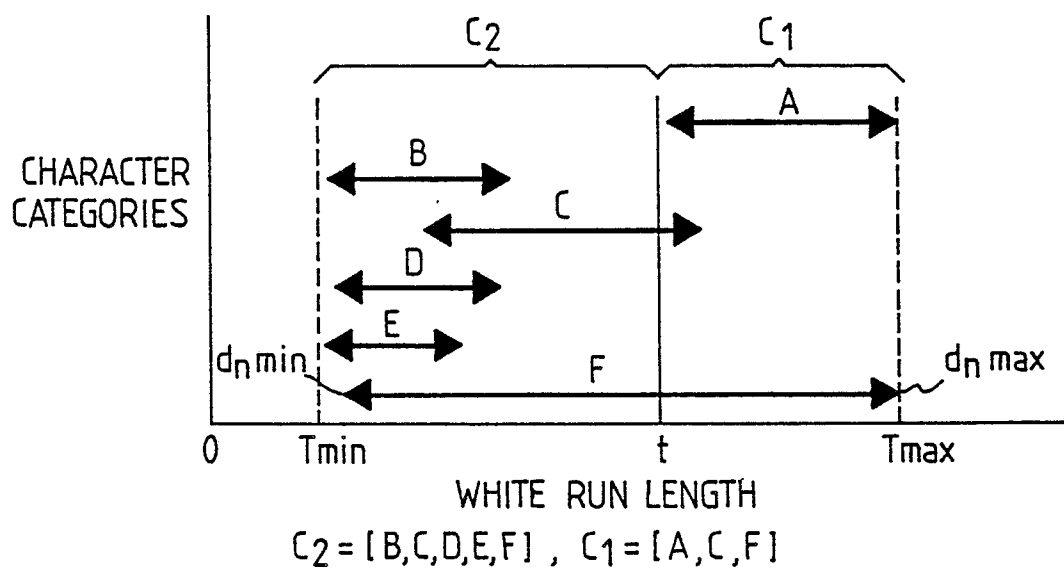 C2 C1
A
B
CHARACTER
CATEGORIES
C
D
E
dn min
F
dn max
0 Tmin t Tmax
WHITE RUN LENGTH
C2 = [B,C,D,E,F] , C1 = [A,C,F]